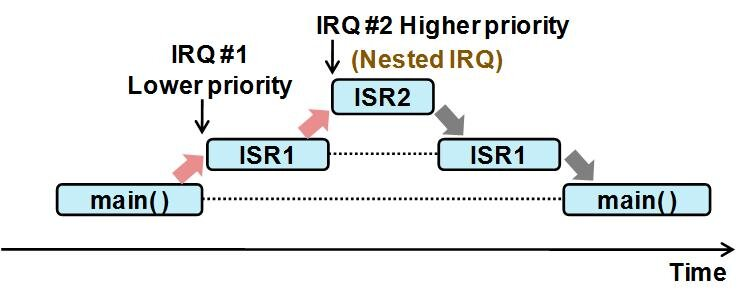 IRQ #1
Lower priority
IRQ #2 Higher priority
(Nested IRQ)
ISR2
ISR1
ISR1
main( )
main( )
Time